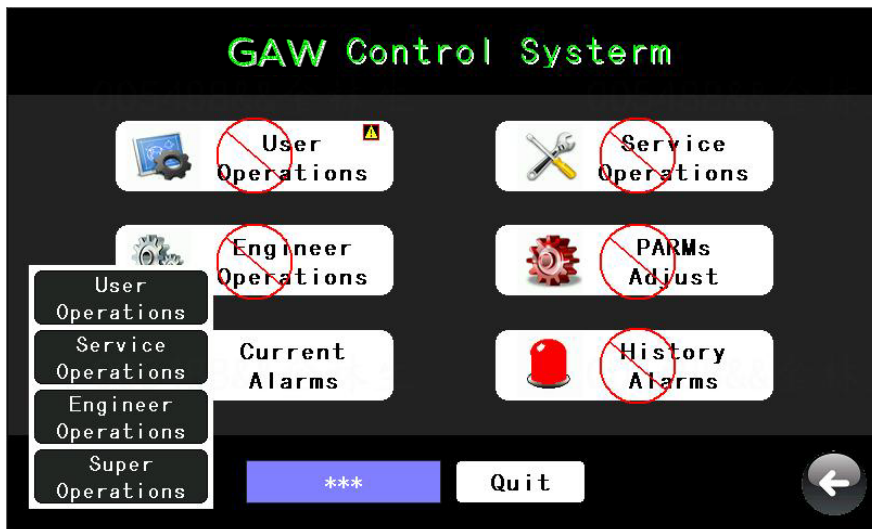 GAW Control Systerm
User
Operations
Service
Operations
Engineer
Operations
PARMs
Adjust
Current
Alarms
History
Alarms
User
Operations
Service
Operations
Engineer
Operations
Super
Operations
***
Quit